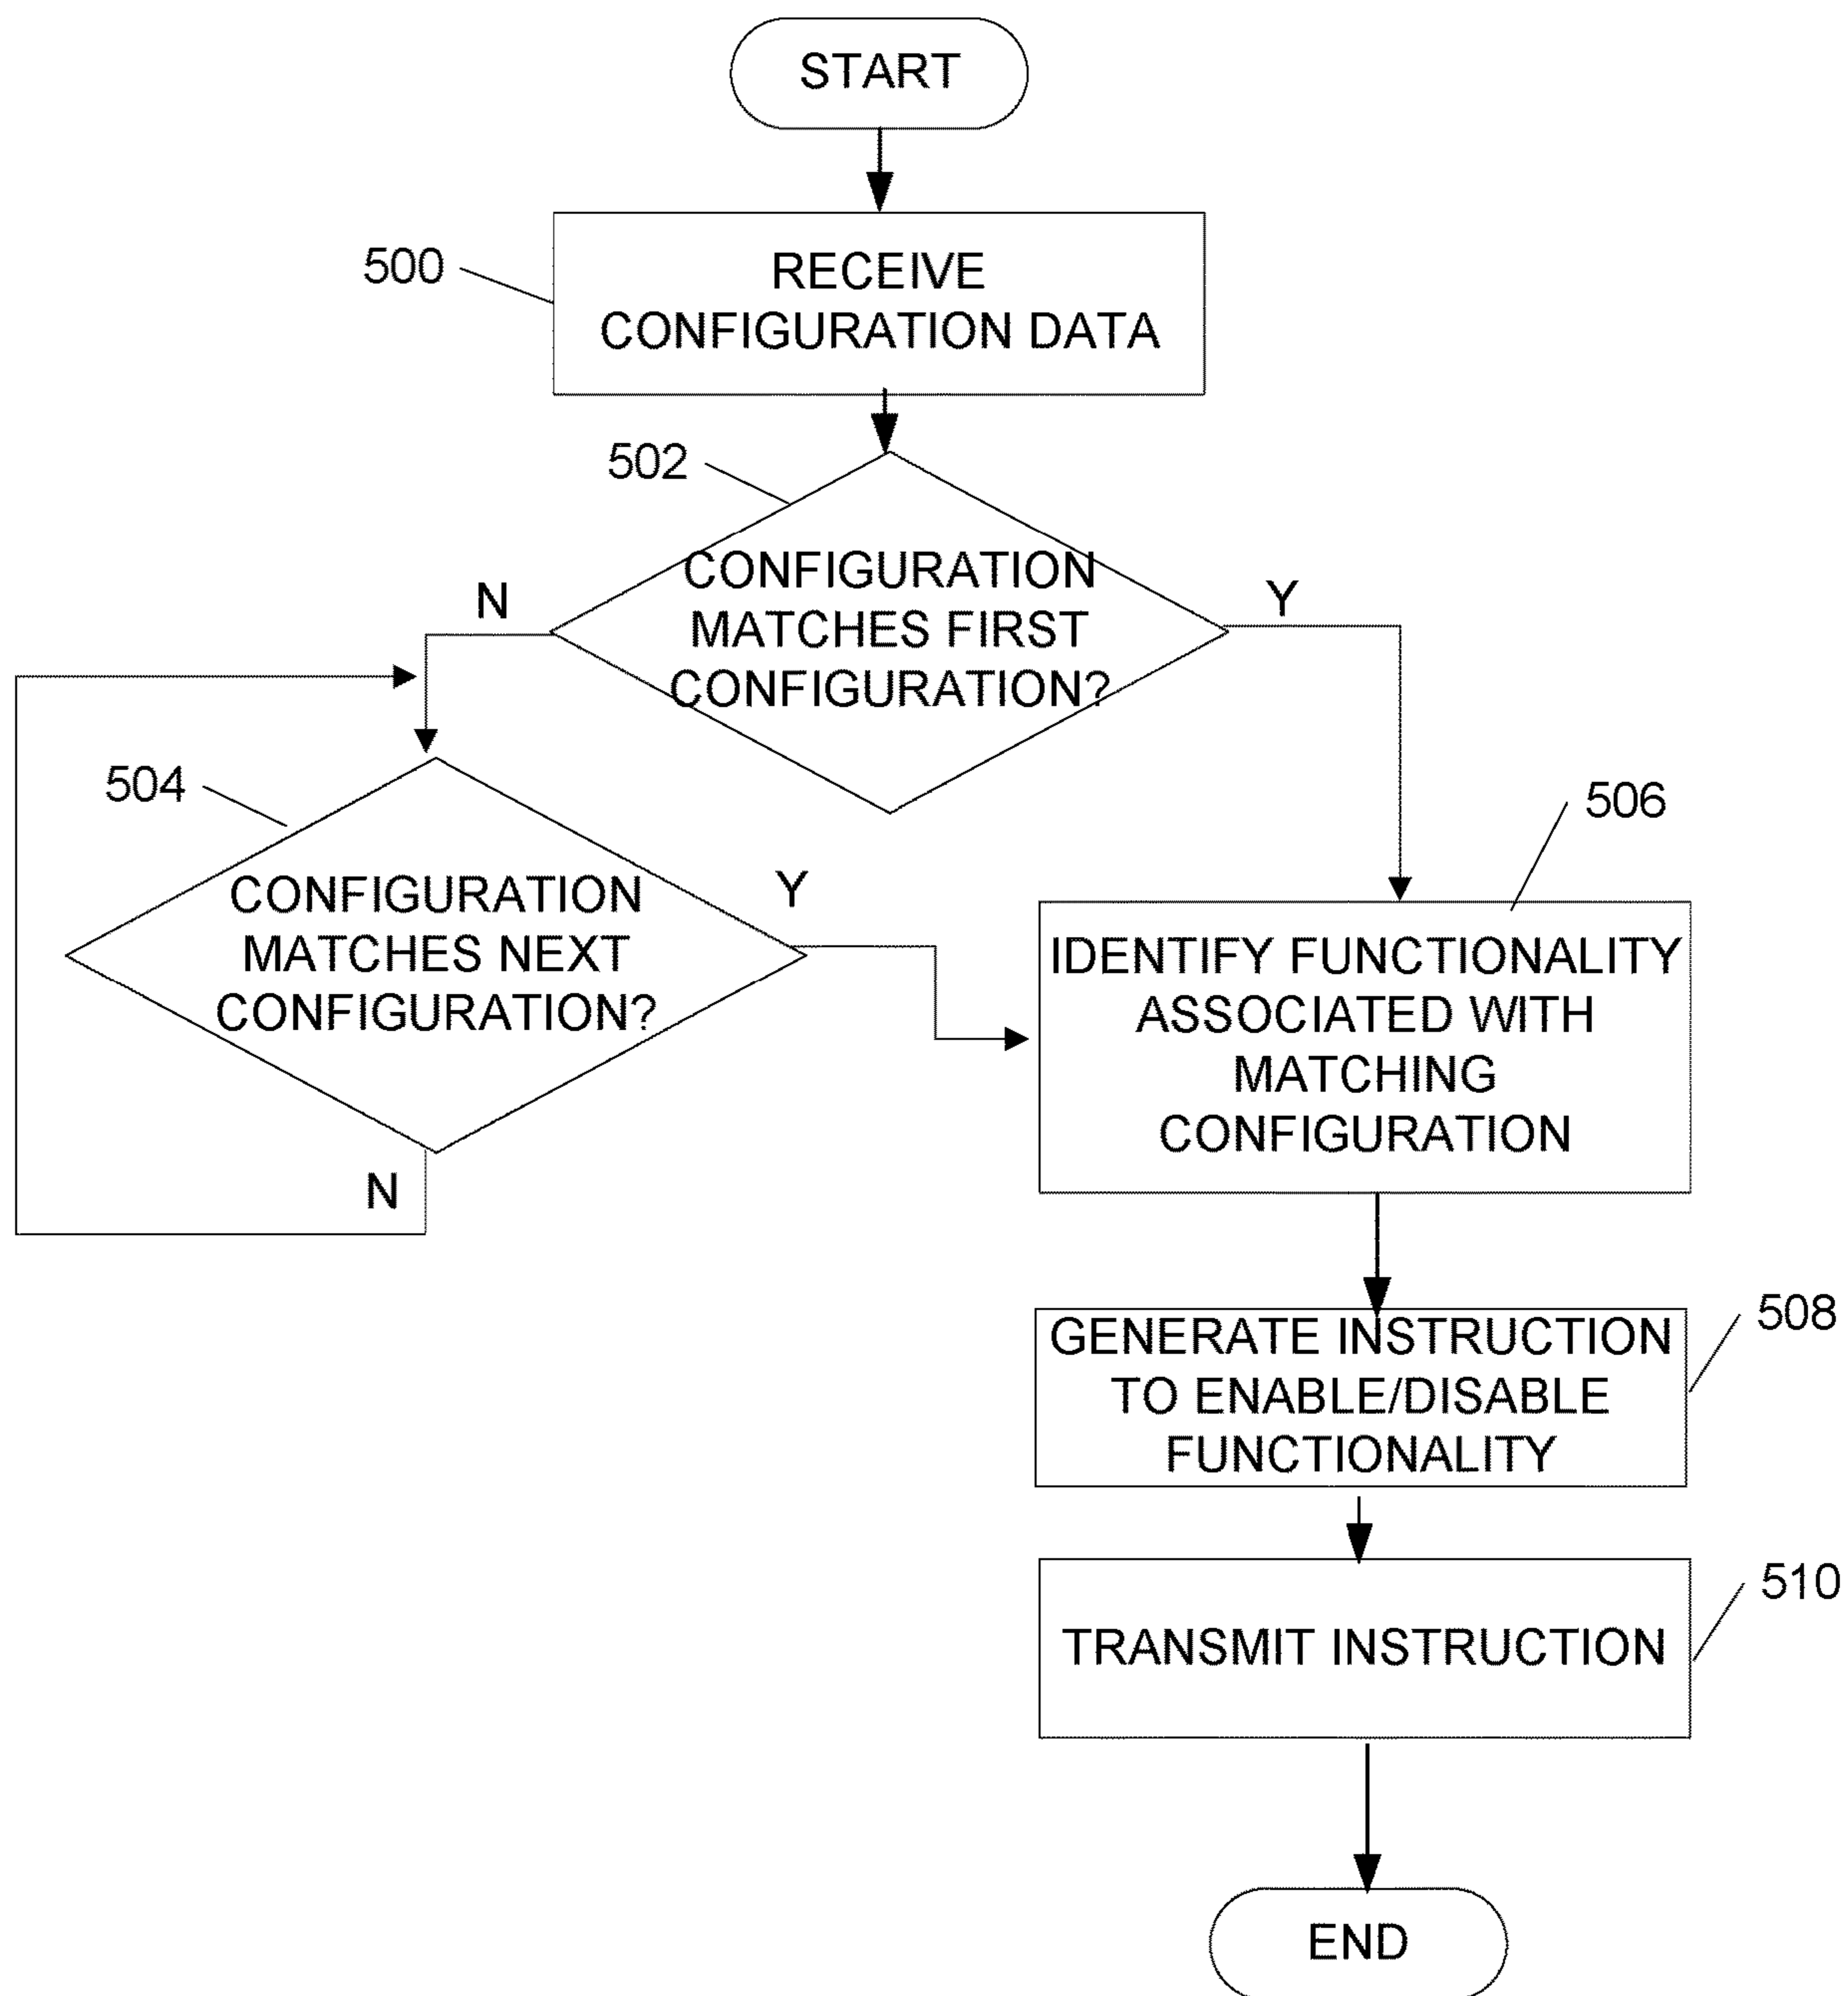 START
500
RECEIVE
CONFIGURATION DATA
502
CONFIGURATION
MATCHES FIRST
CONFIGURATION?
N
Y
504
CONFIGURATION
MATCHES NEXT
CONFIGURATION?
Y
N
506
IDENTIFY FUNCTIONALITY
ASSOCIATED WITH
MATCHING
CONFIGURATION
508
GENERATE INSTRUCTION
TO ENABLE/DISABLE
FUNCTIONALITY
510
TRANSMIT INSTRUCTION
END